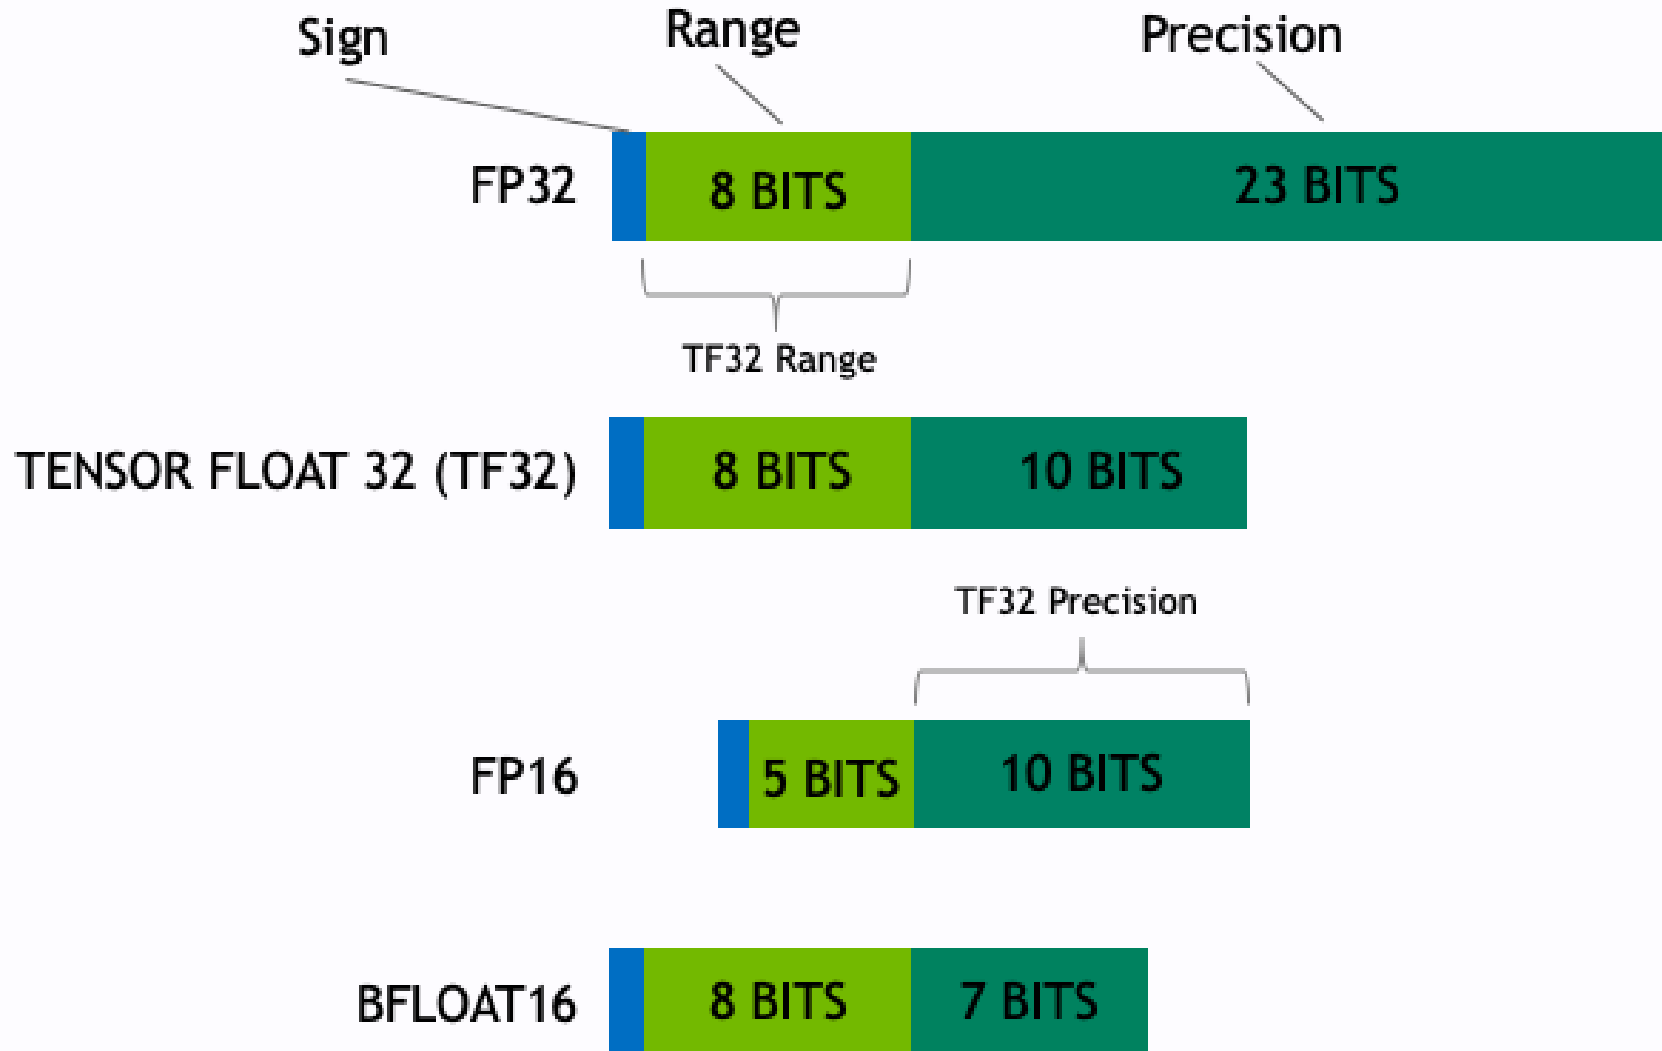 Sign
Range
Precision
FP32
8 BITS
23 BITS
TF32 Range
TENSOR FLOAT 32 (TF32)
8 BITS
10 BITS
TF32 Precision
FP16
5 BITS
10 BITS
BFLOAT16
8 BITS
7 BITS